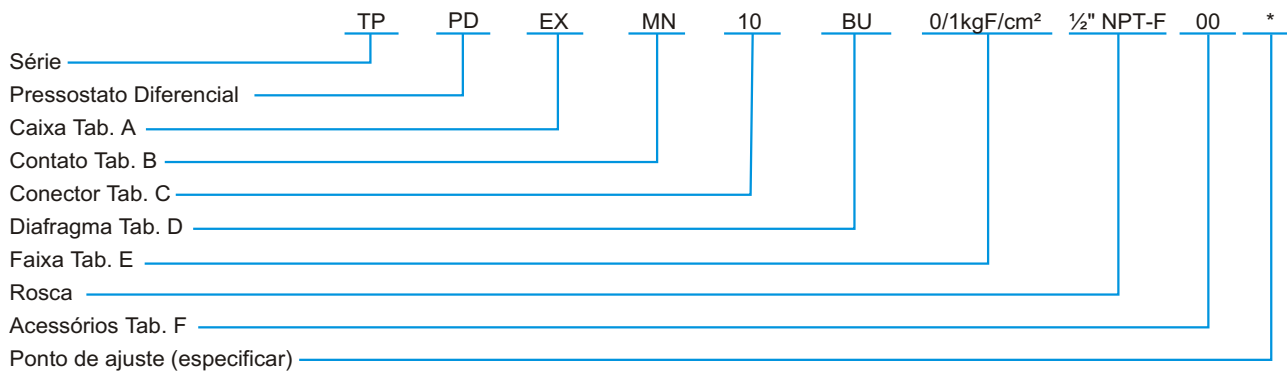 TP PD EX MN 10 BU 0/1kgF/cm² ½" NPT-F 00 *
Série
Pressostato Diferencial
Caixa Tab. A
Contato Tab. B
Conector Tab. C
Diafragma Tab. D
Faixa Tab. E
Rosca
Acessórios Tab. F
Ponto de ajuste (especificar)